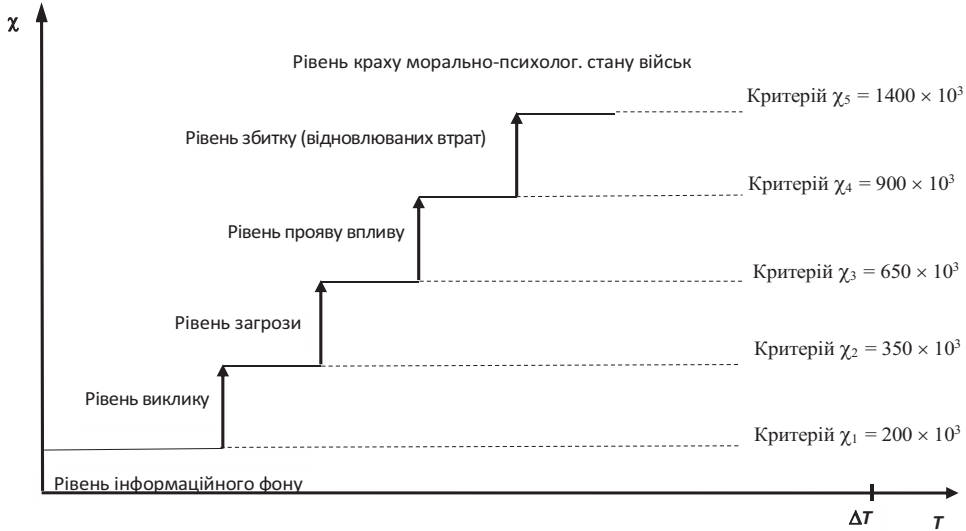 χ
Рівень краху морально-психолог. стану військ
Критерій χ5 = 1400 × 10³
Рівень збитку (відновлюваних втрат)
Критерій χ4 = 900 × 10³
Рівень прояву впливу
Критерій χ3 = 650 × 10³
Рівень загрози
Критерій χ2 = 350 × 10³
Рівень виклику
Критерій χ1 = 200 × 10³
Рівень інформаційного фону
ΔT
T